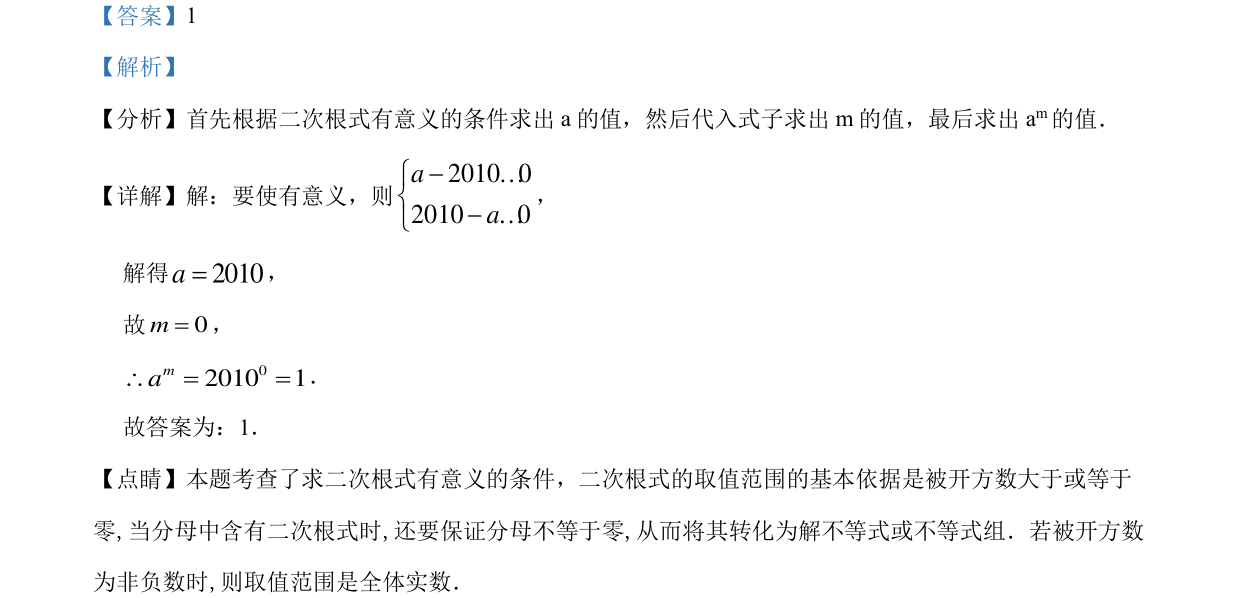 【答案】1
【解析】
【分析】首先根据二次根式有意义的条件求出 a 的值，然后代入式子求出 m 的值，最后求出 aᵐ 的值．
【详解】解：要使有意义，则{a－2010…0
2010－a…0，
解得 a＝2010，
故 m＝0，
∴aᵐ＝2010⁰＝1．
故答案为：1．
【点睛】本题考查了求二次根式有意义的条件，二次根式的取值范围的基本依据是被开方数大于或等于
零,当分母中含有二次根式时,还要保证分母不等于零,从而将其转化为解不等式或不等式组．若被开方数
为非负数时,则取值范围是全体实数．